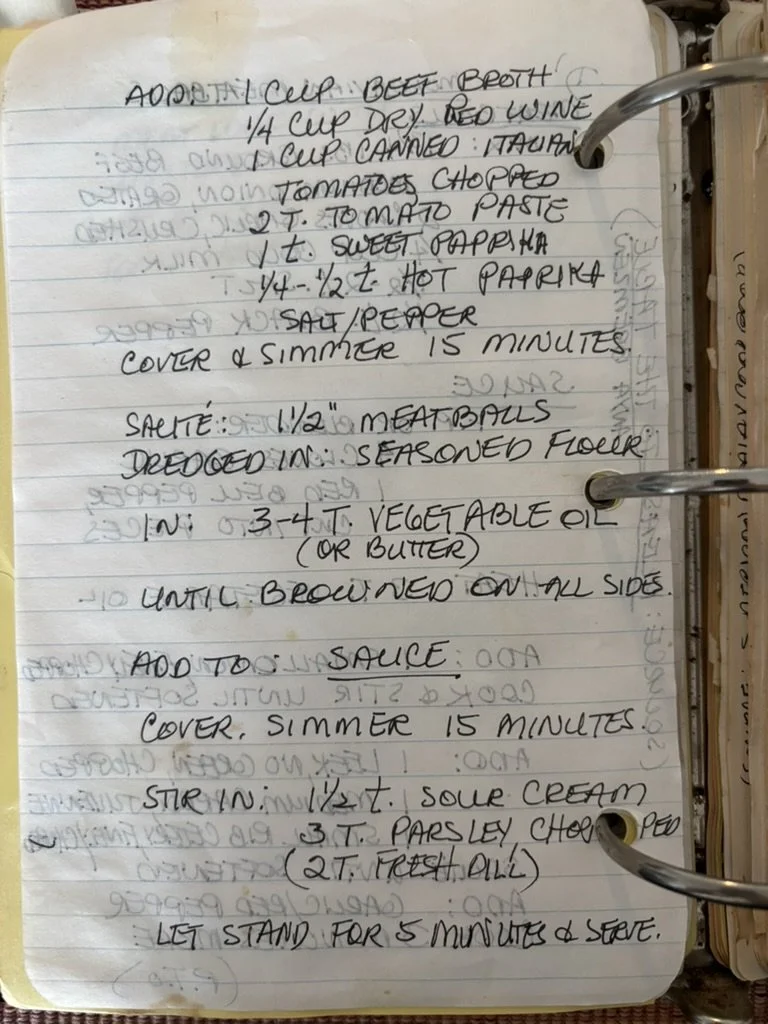 ADD: 1 CUP BEEF BROTH
1/4 CUP DRY RED WINE
1 CUP CANNED: ITALIAN
TOMATOES CHOPPED
2 T. TOMATO PASTE
1 t. SWEET PAPRIKA
1/4-1/2 t. HOT PAPRIKA
SALT/PEPPER
COVER & SIMMER 15 MINUTES.
SAUTÉ: 1 1/2" MEATBALLS
DREDGED IN: SEASONED FLOUR
IN: 3-4 T. VEGETABLE OIL
(OR BUTTER)
UNTIL BROWNED ON ALL SIDES.
ADD TO: SAUCE.
COVER. SIMMER 15 MINUTES.
STIR IN: 1 1/2 t. SOUR CREAM
3 T. PARSLEY, CHOPPED
(2 T. FRESH DILL)
LET STAND FOR 5 MINUTES & SERVE.